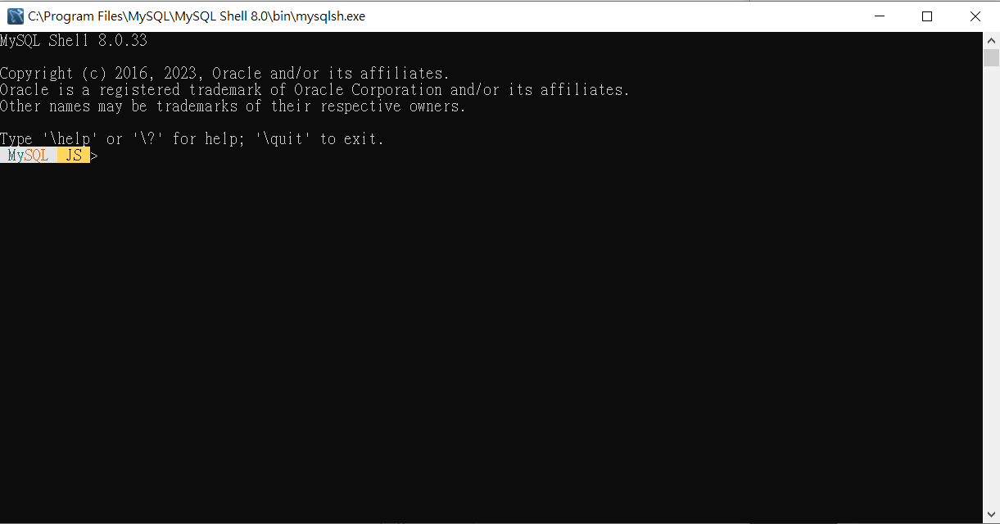 C:\Program Files\MySQL\MySQL Shell 8.0\bin\mysqlsh.exe
MySQL Shell 8.0.33
Copyright (c) 2016, 2023, Oracle and/or its affiliates.
Oracle is a registered trademark of Oracle Corporation and/or its affiliates.
Other names may be trademarks of their respective owners.
Type '\help' or '\?' for help; '\quit' to exit.
MySQL JS >